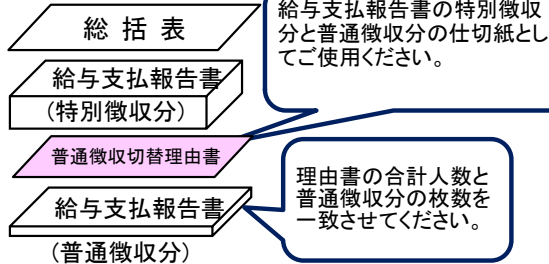 総 括 表
給与支払報告書の特別徴収
分と普通徴収分の仕切紙とし
てご使用ください。
給与支払報告書
(特別徴収分)
普通徴収切替理由書
給与支払報告書
(普通徴収分)
理由書の合計人数と
普通徴収分の枚数を
一致させてください。